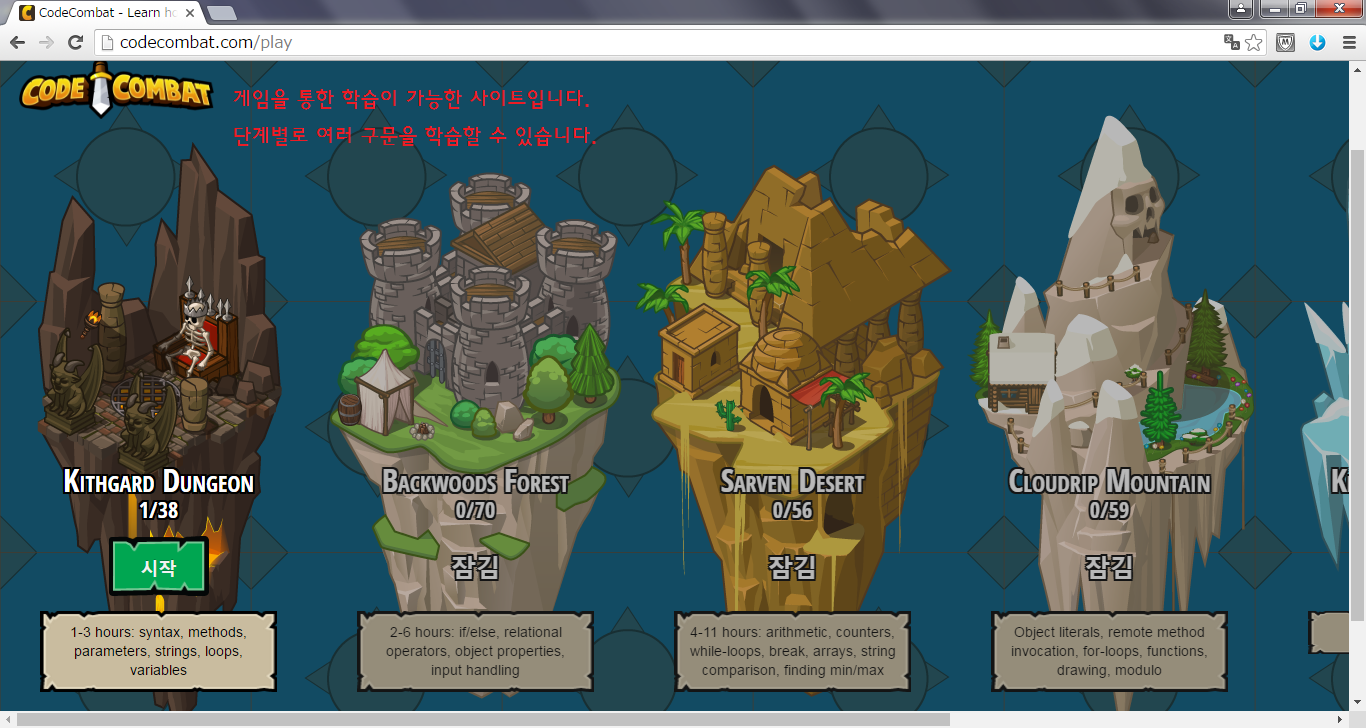 CodeCombat - Learn ho
codecombat.com/play
CODE COMBAT
게임을 통한 학습이 가능한 사이트입니다.
단계별로 여러 구문을 학습할 수 있습니다.
KITHGARD DUNGEON
1/38
시작
1-3 hours: syntax, methods,
parameters, strings, loops,
variables
BACKWOODS FOREST
0/70
잠김
2-6 hours: if/else, relational
operators, object properties,
input handling
SARVEN DESERT
0/56
잠김
4-11 hours: arithmetic, counters,
while-loops, break, arrays, string
comparison, finding min/max
CLOUDRIP MOUNTAIN
0/59
잠김
Object literals, remote method
invocation, for-loops, functions,
drawing, modulo
K